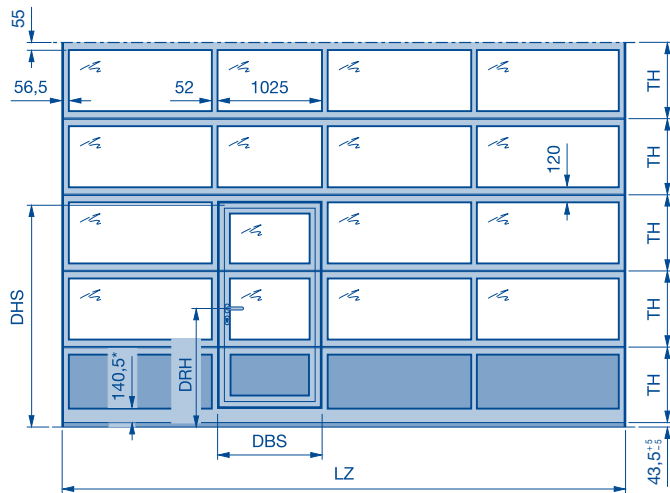 55
56,5
52
1025
TH
TH
120
TH
DHS
TH
140,5*
DRH
TH
DBS
LZ
43,5 +5 -5